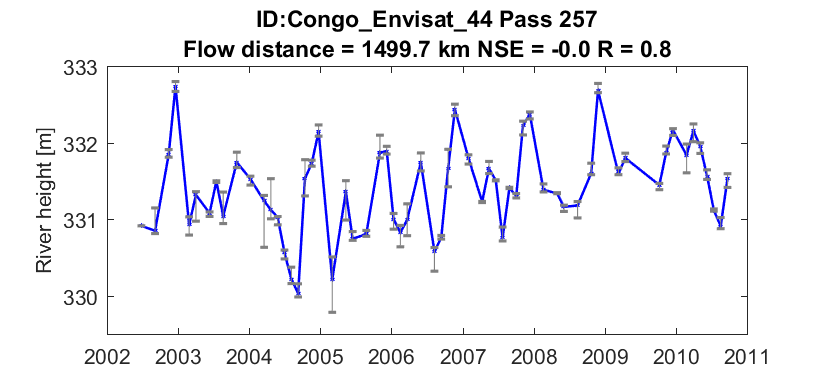 ID:Congo_Envisat_44 Pass 257
Flow distance = 1499.7 km NSE = -0.0 R = 0.8
River height [m]
333
332
331
330
2002 2003 2004 2005 2006 2007 2008 2009 2010 2011